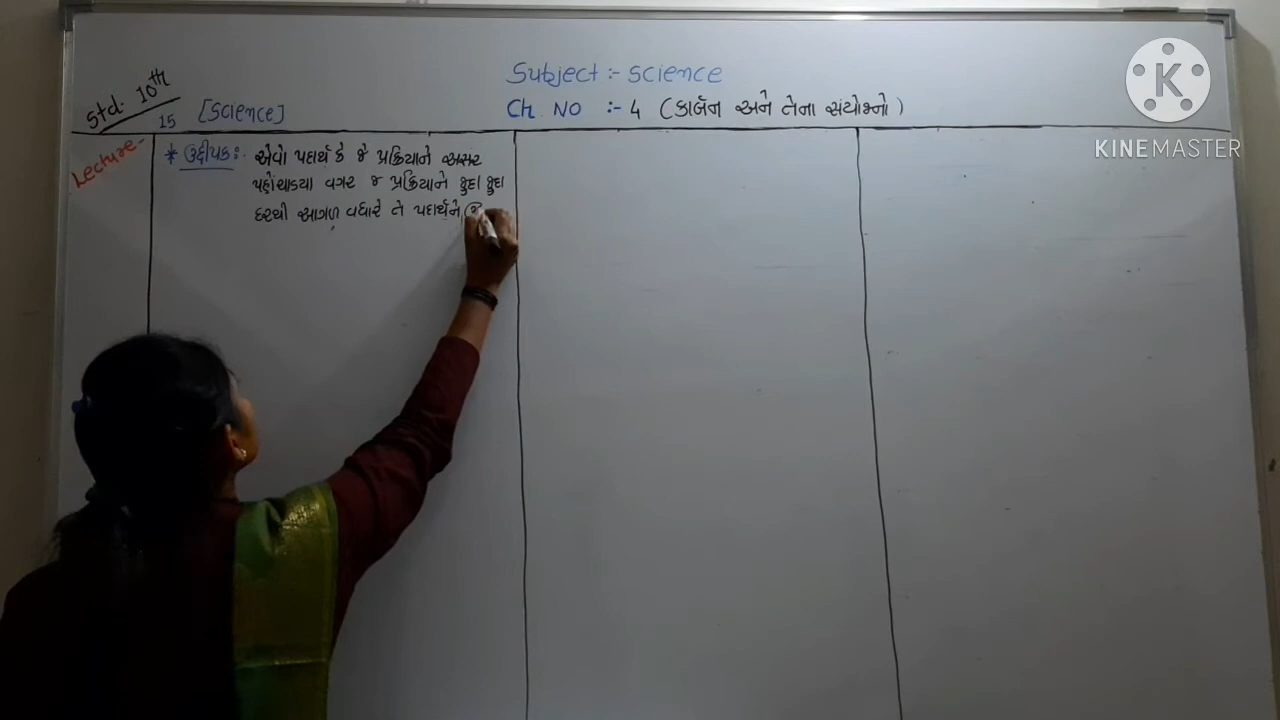 Subject :- Science
Std. 10th
15 [Science]
Ch No :- 4 (કાર્બન અને તેના સંયોજનો)
Lecture-
* ઉદ્દીપક :- એવો પદાર્થ કે જે પ્રક્રિયાને અસર
પહોંચાડ્યા વગર જ પ્રક્રિયાને જુદા જુદા
દરથી આગળ વધારે તે પદાર્થને
K
KINEMASTER